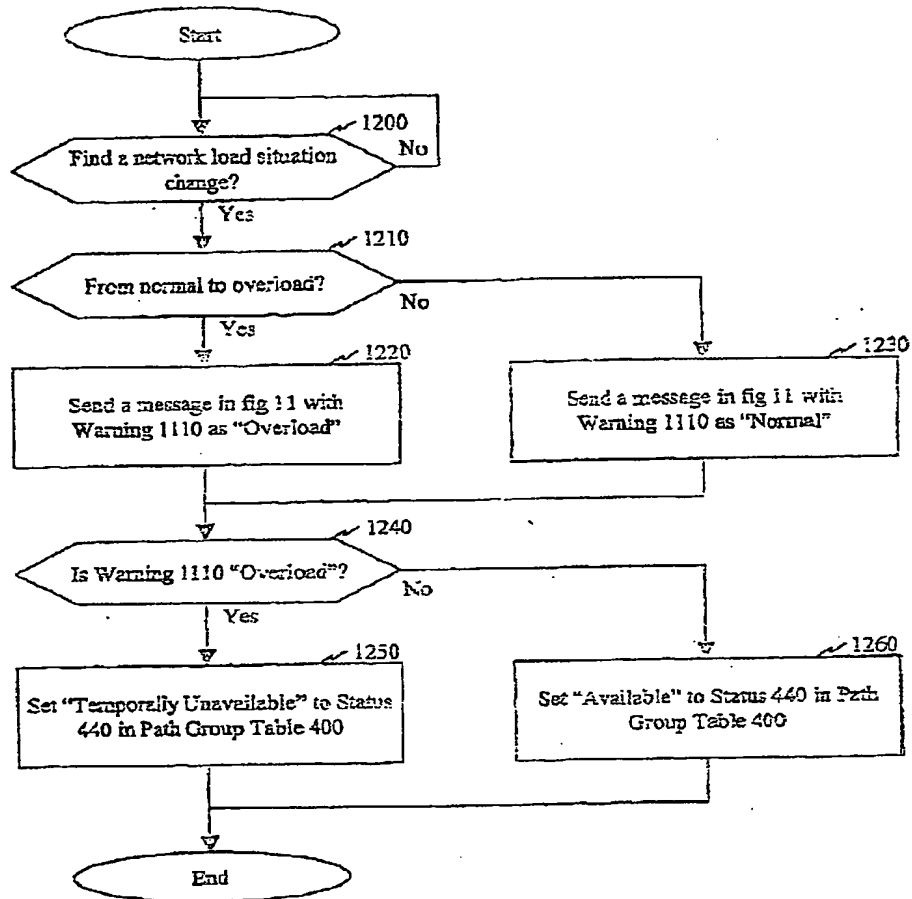 Start
1200
Find a network load situation
change?
No
Yes
1210
From normal to overload?
No
Yes
1220
1230
Send a message in fig 11 with
Warning 1110 as "Overload"
Send a message in fig 11 with
Warning 1110 as "Normal"
1240
Is Warning 1110 "Overload"?
No
Yes
1250
1260
Set "Temporally Unavailable" to Status
440 in Path Group Table 400
Set "Available" to Status 440 in Path
Group Table 400
End